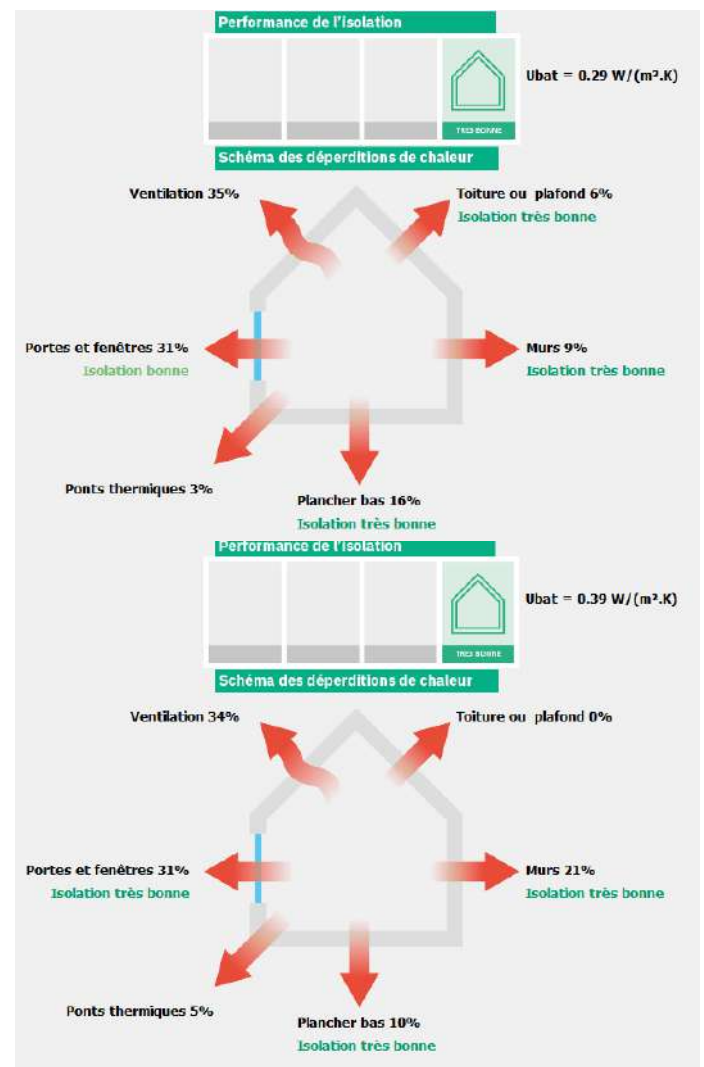 Performance de l'isolation
Ubat = 0.29 W/(m².K)
TRES BONNE
Schéma des déperditions de chaleur
Ventilation 35%
Toiture ou plafond 6%
Isolation très bonne
Portes et fenêtres 31%
Isolation bonne
Murs 9%
Isolation très bonne
Ponts thermiques 3%
Plancher bas 16%
Isolation très bonne
Performance de l'isolation
Ubat = 0.39 W/(m².K)
TRES BONNE
Schéma des déperditions de chaleur
Ventilation 34%
Toiture ou plafond 0%
Portes et fenêtres 31%
Isolation très bonne
Murs 21%
Isolation très bonne
Ponts thermiques 5%
Plancher bas 10%
Isolation très bonne